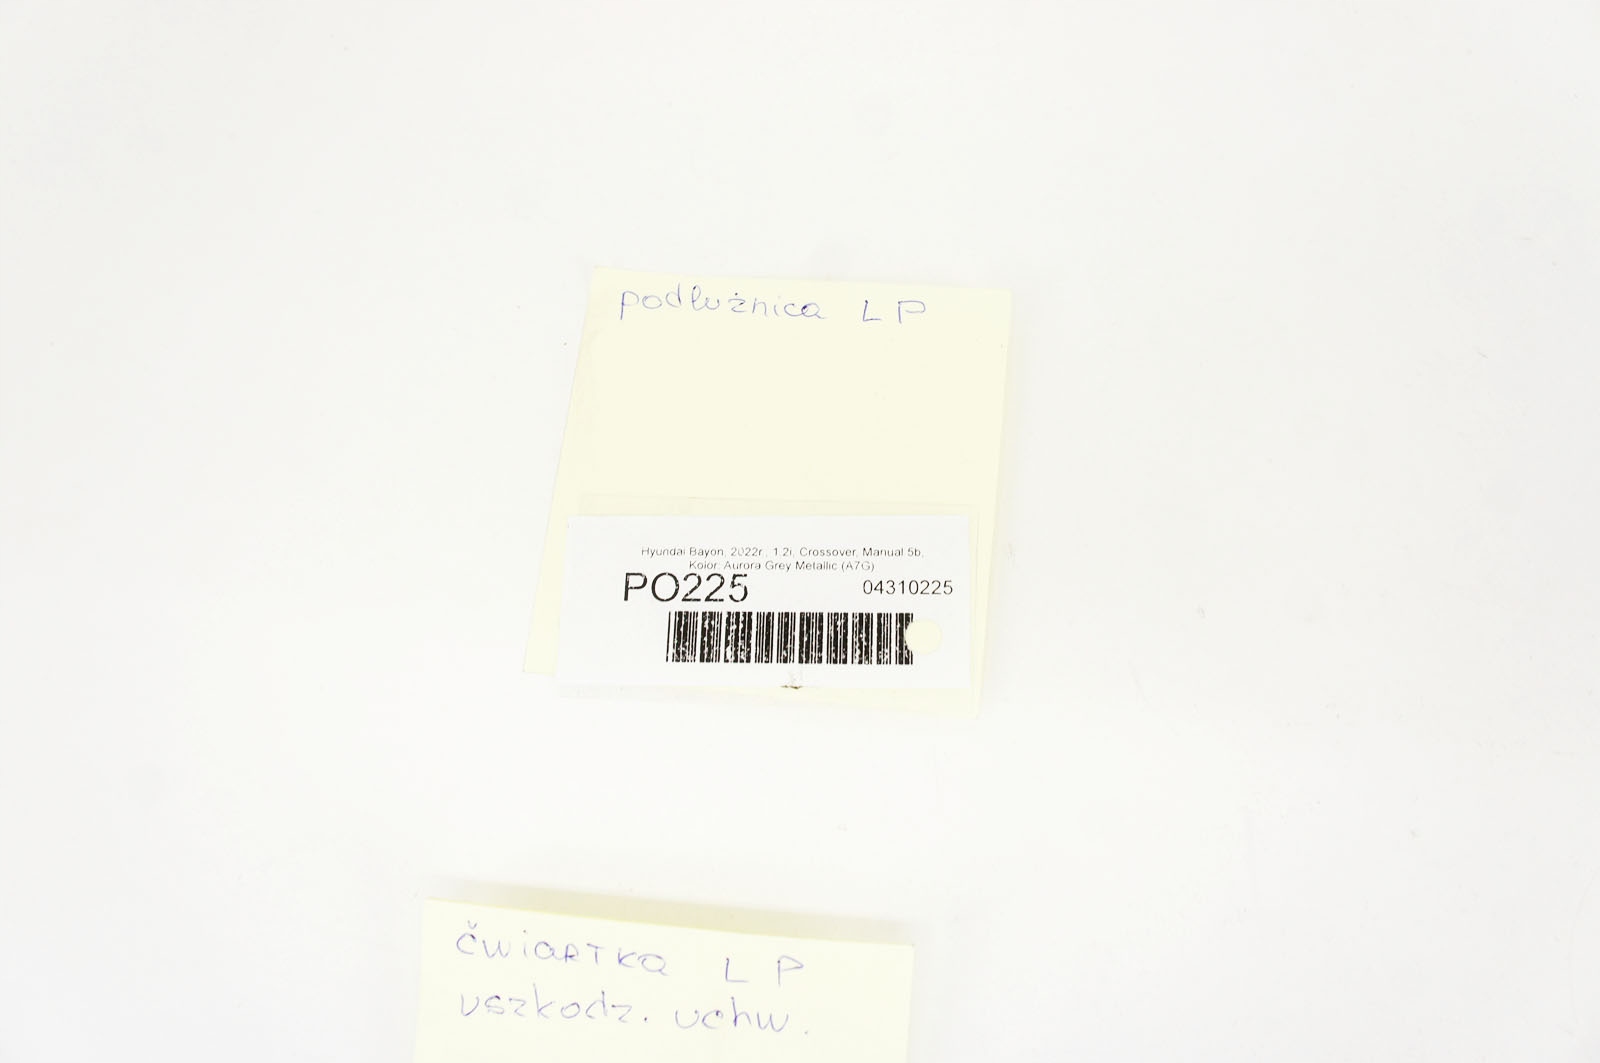 podłużnica LP
Hyundai Bayon, 2022r., 1.2i, Crossover, Manual 5b,
Kolor: Aurora Grey Metallic (A7G)
PO225 04310225
ćwiartka LP
uszkodz. uchw.